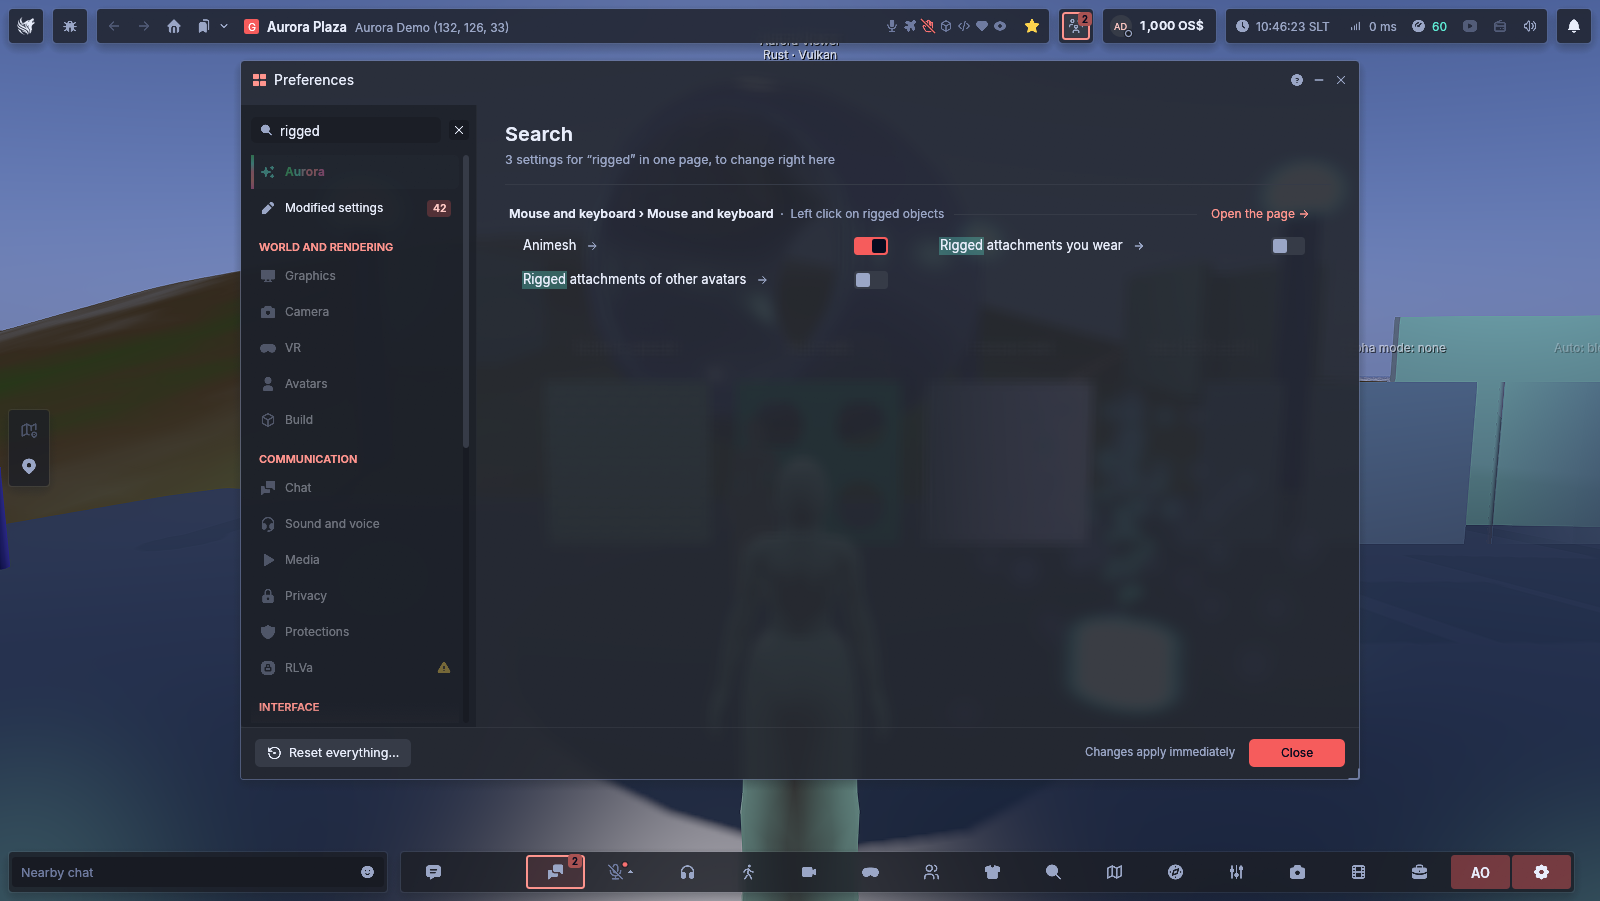 Aurora Plaza Aurora Demo (132, 126, 33)
2
AD 1,000 OS$
10:46:23 SLT
0 ms
60
Rust · Vulkan
Preferences
rigged
Aurora
Modified settings 42
WORLD AND RENDERING
Graphics
Camera
VR
Avatars
Build
COMMUNICATION
Chat
Sound and voice
Media
Privacy
Protections
RLVa
INTERFACE
Search
3 settings for “rigged” in one page, to change right here
Mouse and keyboard › Mouse and keyboard · Left click on rigged objects Open the page →
Animesh →
Rigged attachments you wear →
Rigged attachments of other avatars →
mode: none
Auto:
Reset everything...
Changes apply immediately
Close
Nearby chat
2
AO